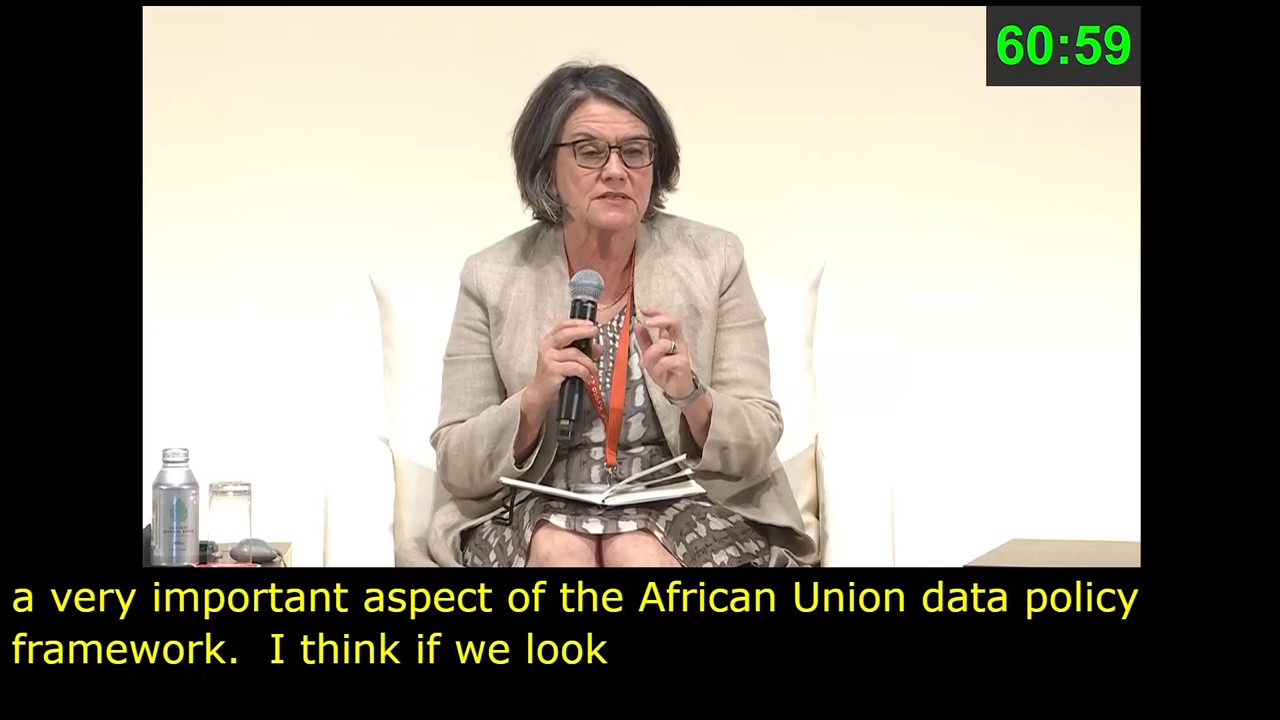 60:59
a very important aspect of the African Union data policy
framework.  I think if we look